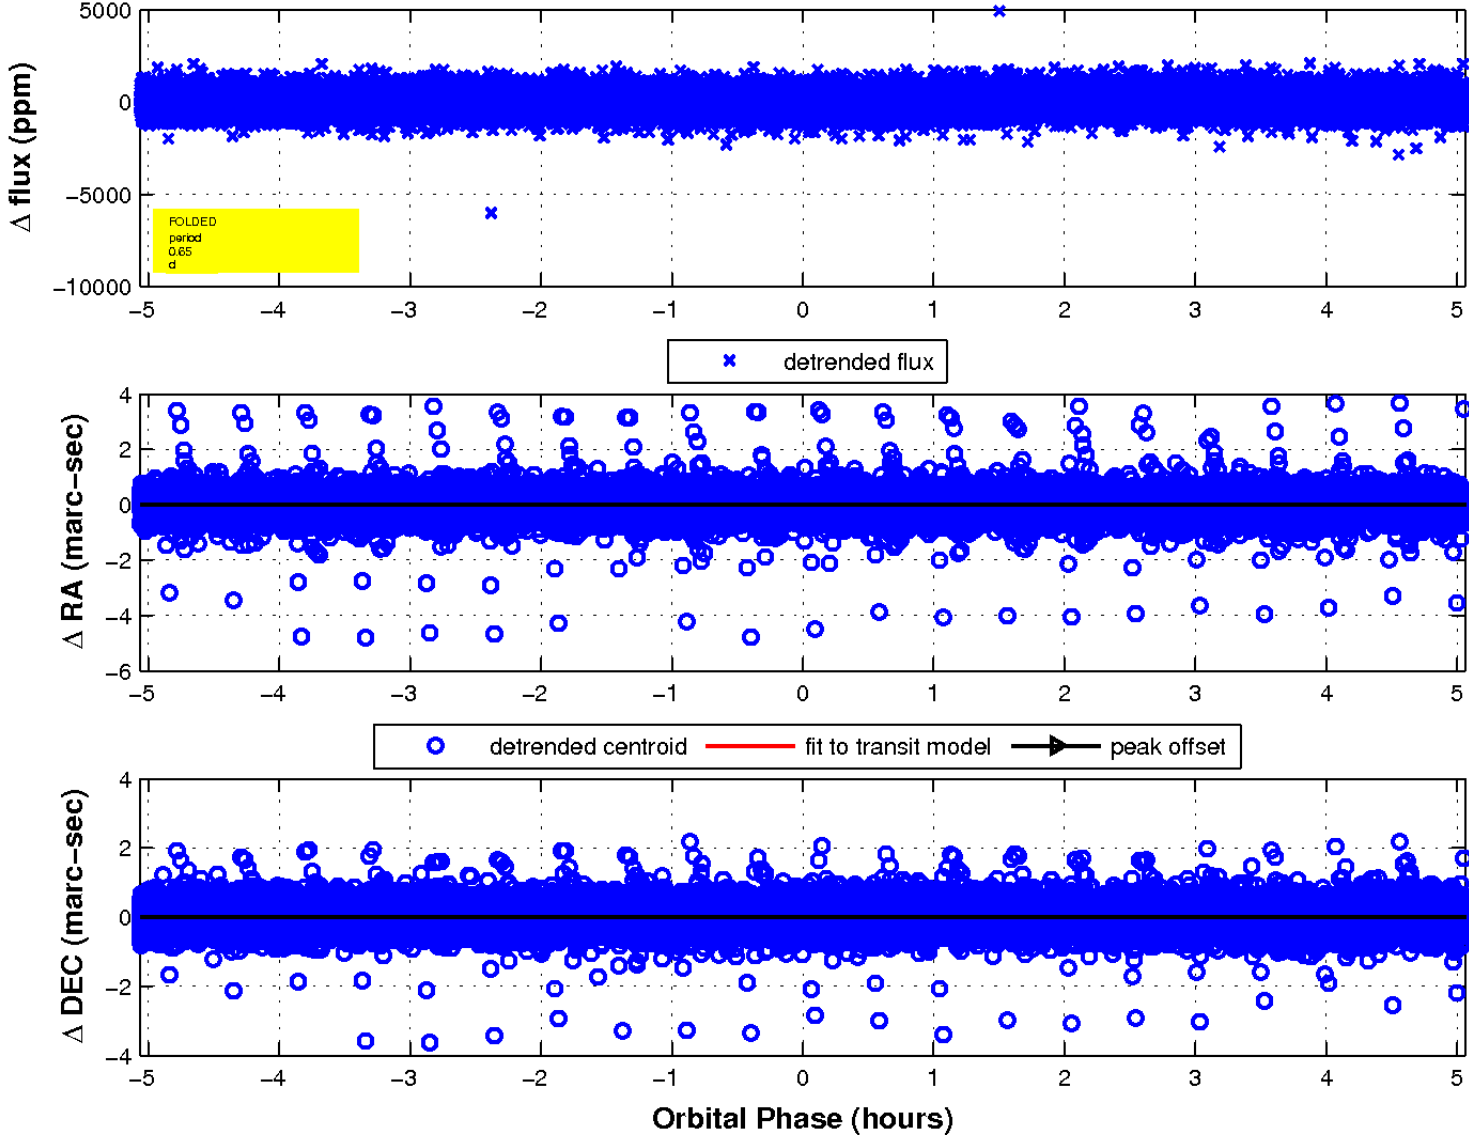 5000
0
−5000
−10000
Δ flux (ppm)
FOLDED
period
0.65
d
−5 −4 −3 −2 −1 0 1 2 3 4 5
detrended flux
4
2
0
−2
−4
−6
Δ RA (marc−sec)
−5 −4 −3 −2 −1 0 1 2 3 4 5
detrended centroid fit to transit model peak offset
4
2
0
−2
−4
Δ DEC (marc−sec)
−5 −4 −3 −2 −1 0 1 2 3 4 5
Orbital Phase (hours)